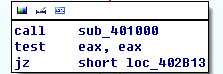 call    sub_401000
test    eax, eax
jz      short loc_402B13